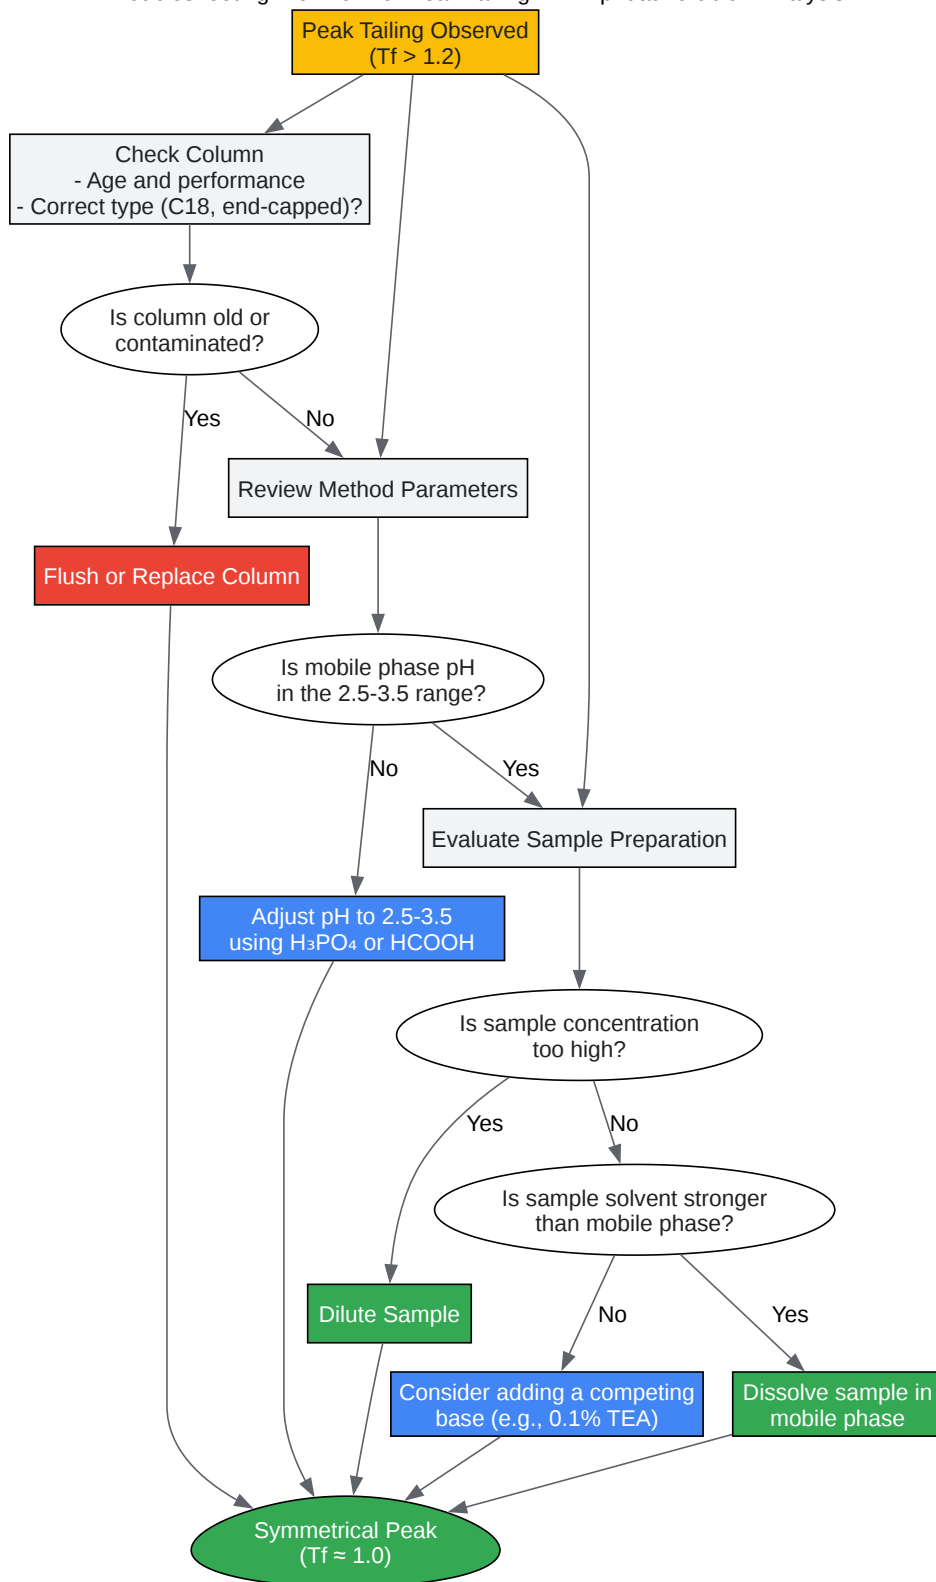 Peak Tailing Observed
(Tf > 1.2)
Check Column
- Age and performance
- Correct type (C18, end-capped)?
Is column old or
contaminated?
Yes
No
Review Method Parameters
Flush or Replace Column
Is mobile phase pH
in the 2.5-3.5 range?
No
Yes
Evaluate Sample Preparation
Adjust pH to 2.5-3.5
using H₃PO₄ or HCOOH
Is sample concentration
too high?
Yes
No
Is sample solvent stronger
than mobile phase?
Dilute Sample
No
Yes
Consider adding a competing
base (e.g., 0.1% TEA)
Dissolve sample in
mobile phase
Symmetrical Peak
(Tf ≈ 1.0)